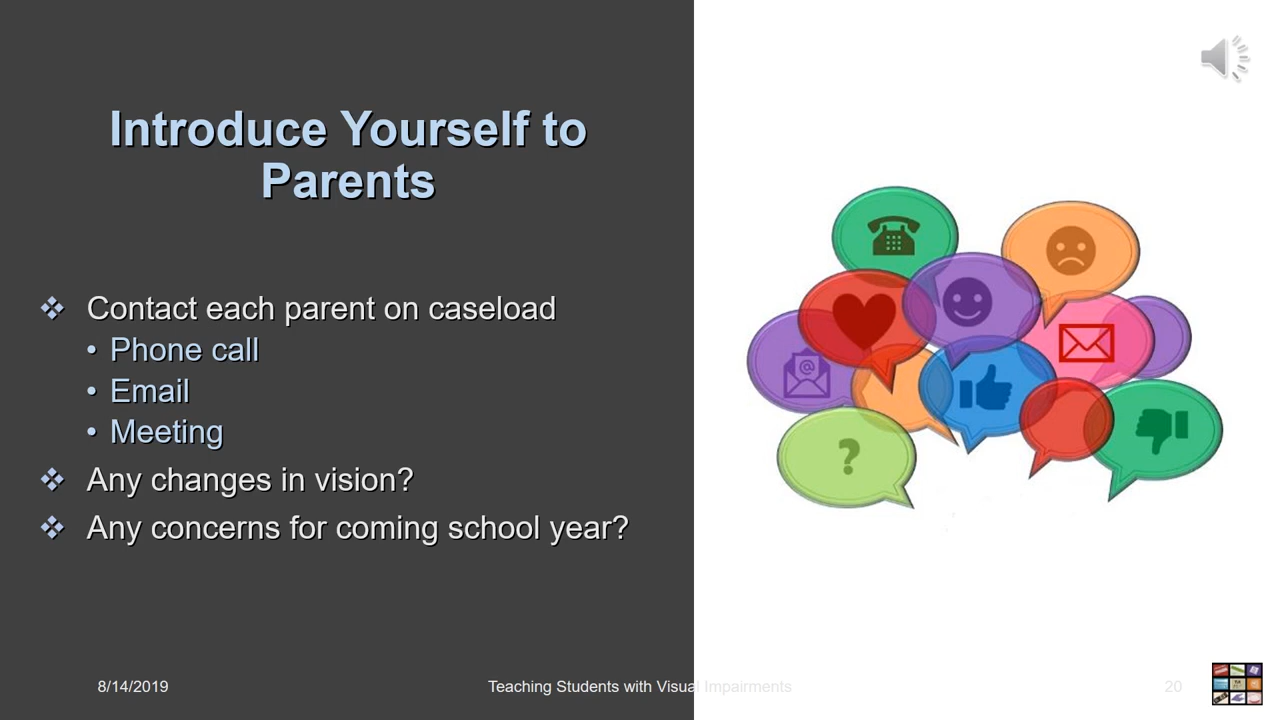 Introduce Yourself to
Parents
❖ Contact each parent on caseload
• Phone call
• Email
• Meeting
❖ Any changes in vision?
❖ Any concerns for coming school year?
@
?
8/14/2019
Teaching Students with Visual Impairments
20